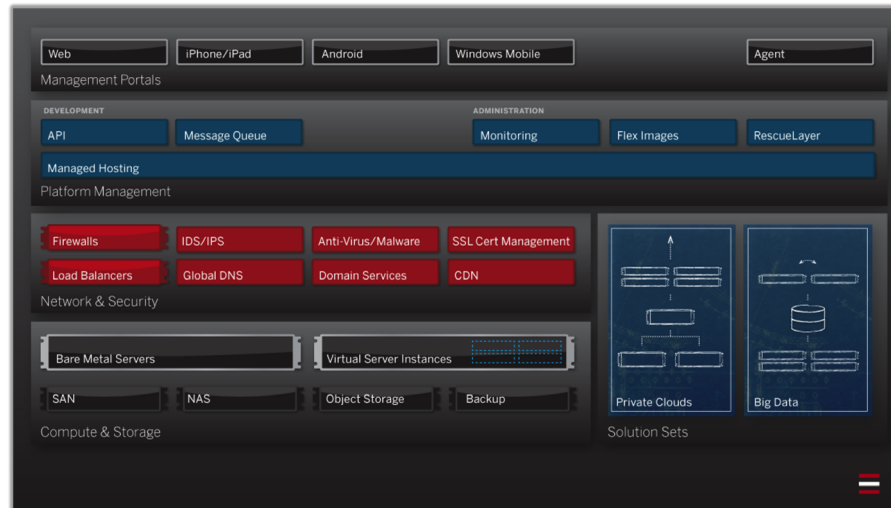 Web
iPhone/iPad
Android
Windows Mobile
Agent
Management Portals
DEVELOPMENT
ADMINISTRATION
API
Message Queue
Monitoring
Flex Images
RescueLayer
Managed Hosting
Platform Management
Firewalls
IDS/IPS
Anti-Virus/Malware
SSL Cert Management
Load Balancers
Global DNS
Domain Services
CDN
Network & Security
Bare Metal Servers
Virtual Server Instances
SAN
NAS
Object Storage
Backup
Compute & Storage
Private Clouds
Big Data
Solution Sets